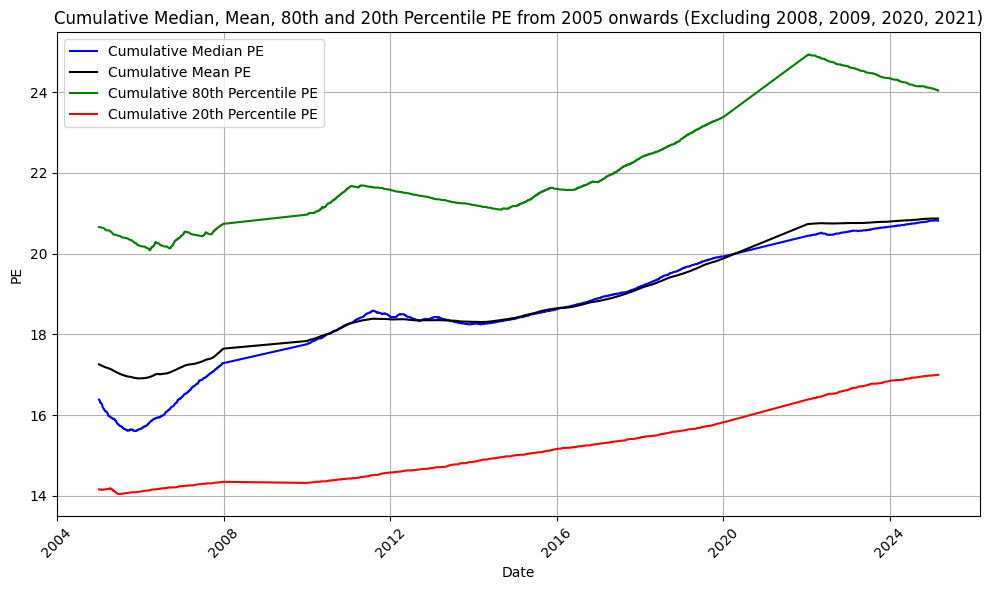 Cumulative Median, Mean, 80th and 20th Percentile PE from 2005 onwards (Excluding 2008, 2009, 2020, 2021)
Cumulative Median PE
Cumulative Mean PE
Cumulative 80th Percentile PE
Cumulative 20th Percentile PE
PE
24
22
20
18
16
14
2004
2008
2012
2016
2020
2024
Date